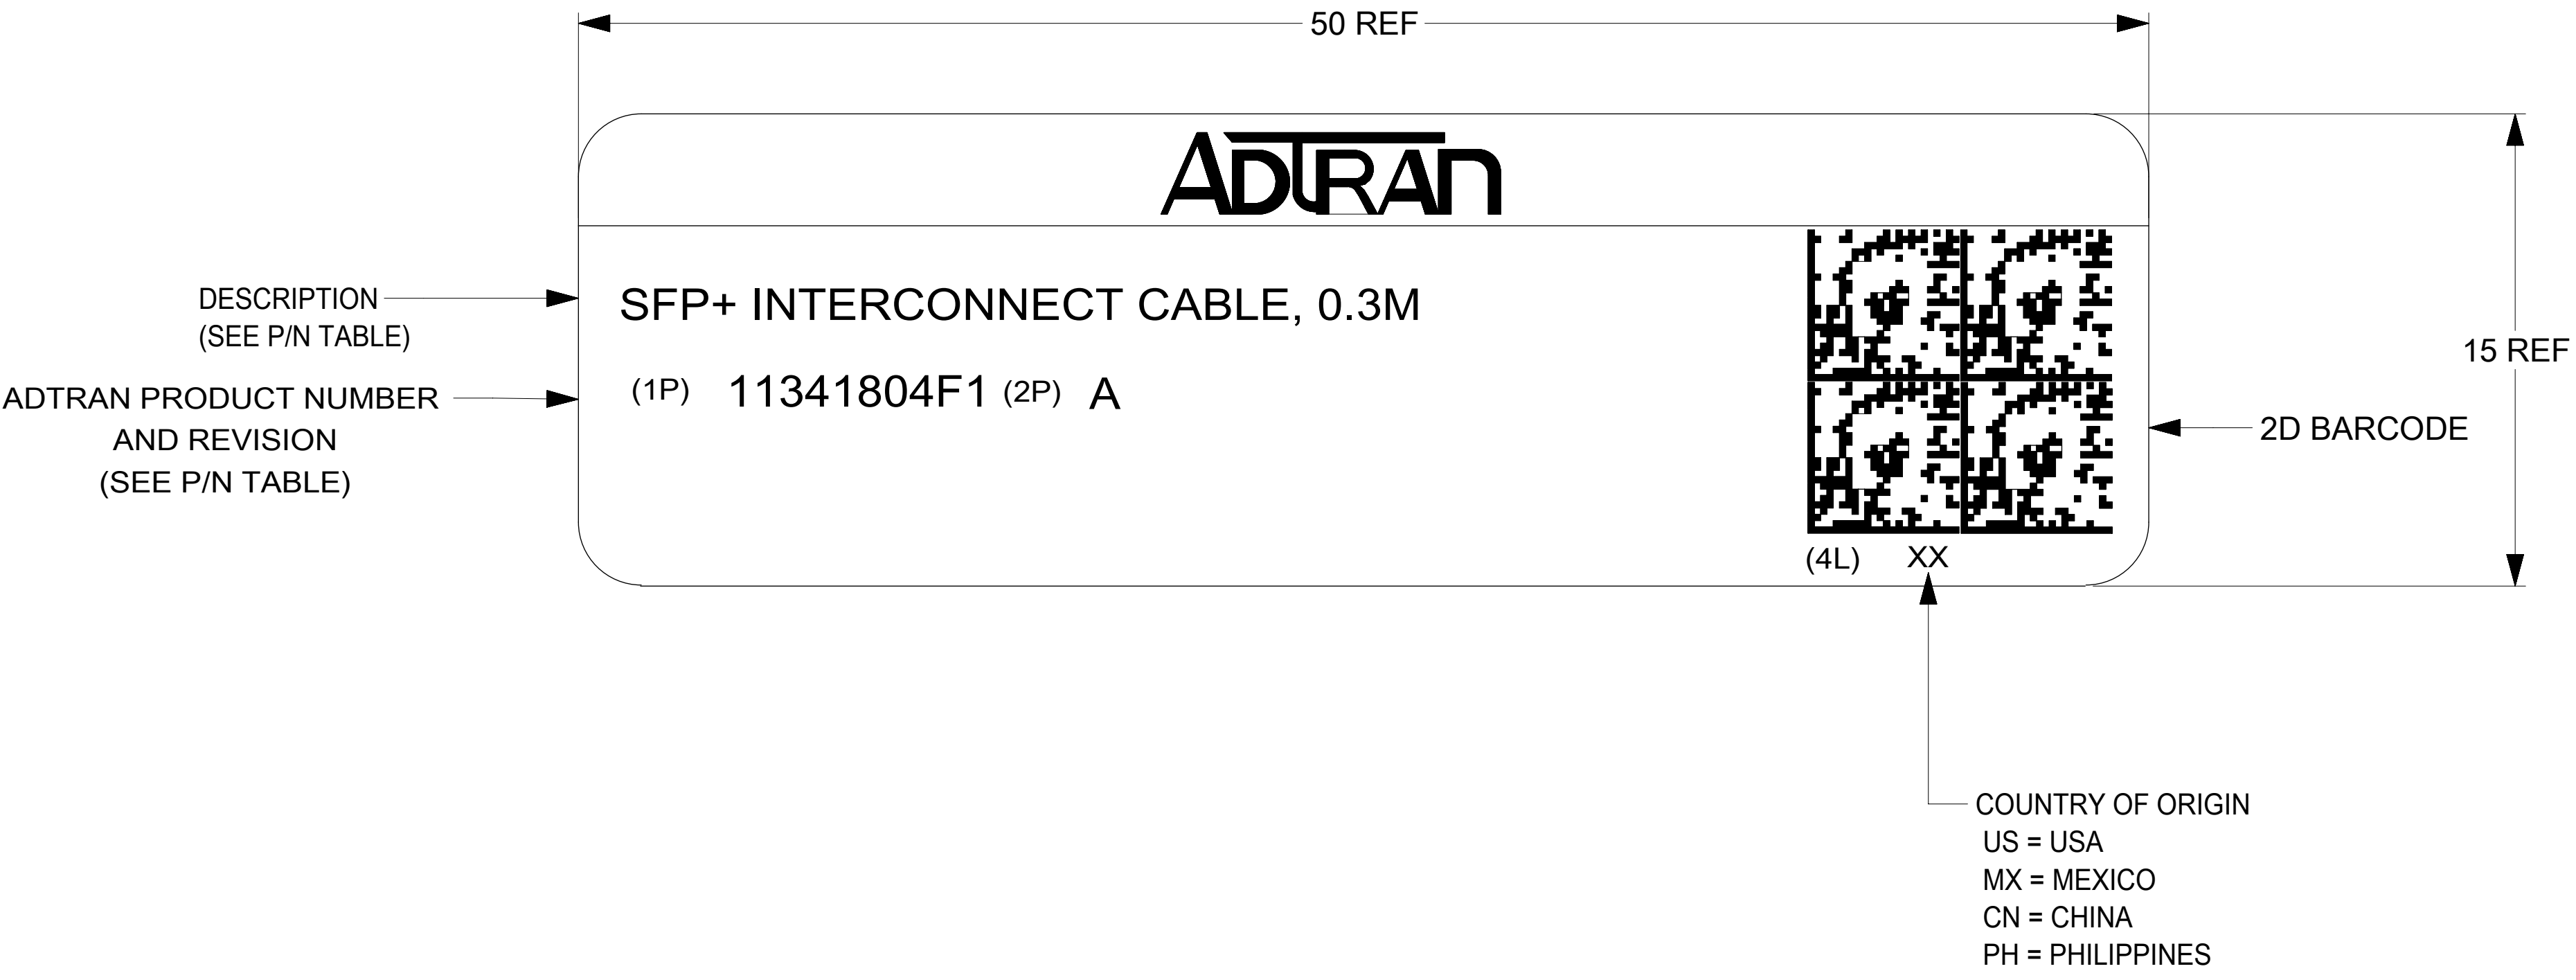 50 REF
ADTRAN
DESCRIPTION
(SEE P/N TABLE)
SFP+ INTERCONNECT CABLE, 0.3M
15 REF
ADTRAN PRODUCT NUMBER
AND REVISION
(SEE P/N TABLE)
(1P) 11341804F1 (2P) A
2D BARCODE
(4L) XX
COUNTRY OF ORIGIN
US = USA
MX = MEXICO
CN = CHINA
PH = PHILIPPINES